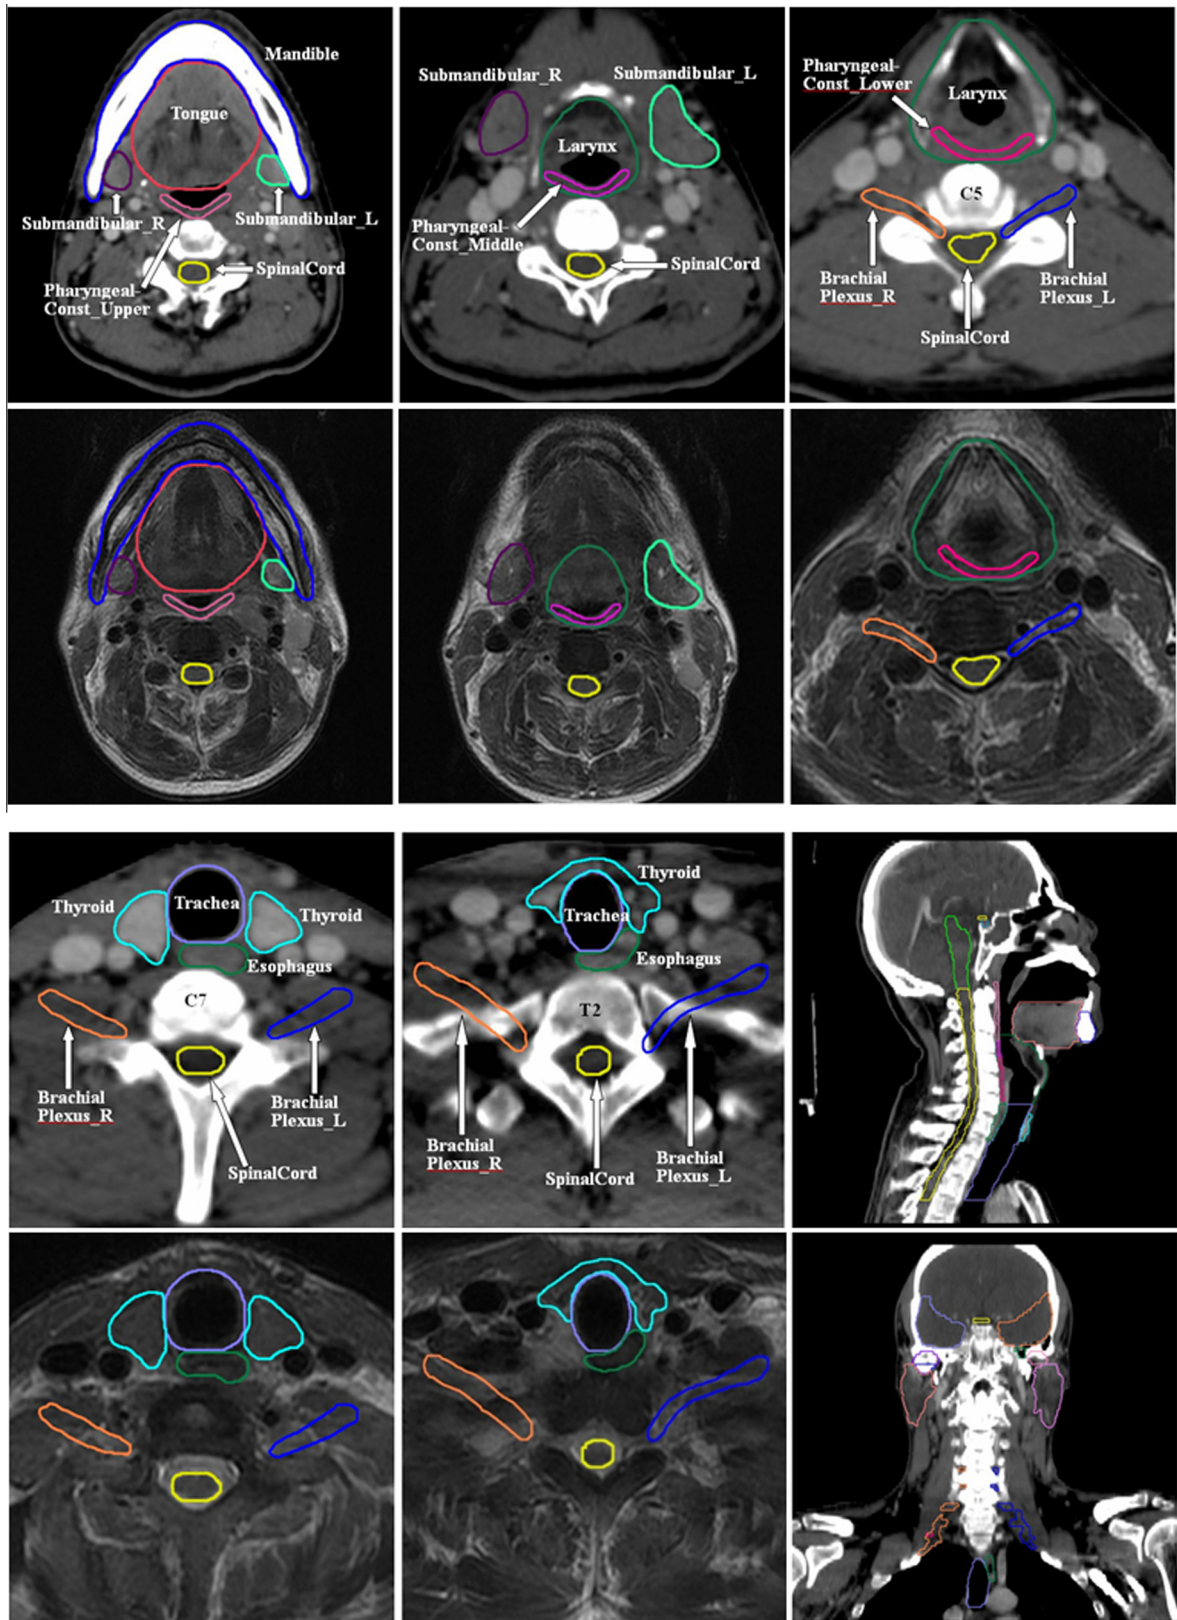 Mandible
Tongue
Submandibular_R
Submandibular_L
SpinalCord
Pharyngeal-
Const_Upper
Submandibular_R
Submandibular_L
Larynx
Pharyngeal-
Const_Middle
SpinalCord
Pharyngeal-
Const_Lower
Larynx
C5
Brachial
Plexus_R
Brachial
Plexus_L
SpinalCord
Thyroid
Trachea
Thyroid
Esophagus
C7
Brachial
Plexus_R
Brachial
Plexus_L
SpinalCord
Thyroid
Trachea
Esophagus
T2
Brachial
Plexus_R
Brachial
Plexus_L
SpinalCord